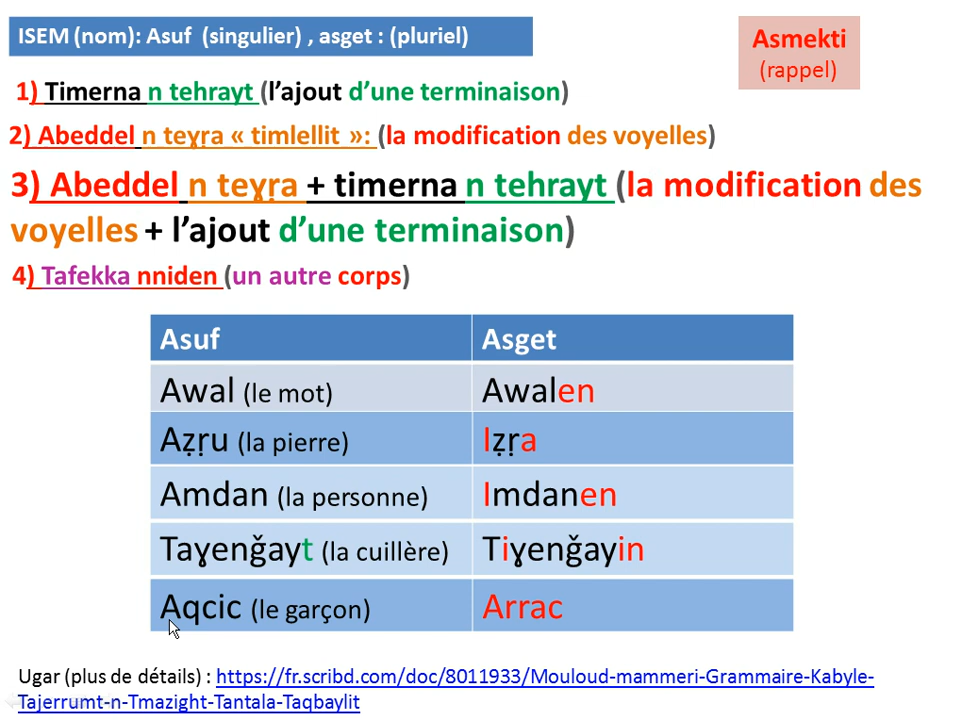 ISEM (nom): Asuf (singulier) , asget : (pluriel)
Asmekti
(rappel)
1) Timerna n tehrayt (l’ajout d’une terminaison)
2) Abeddel n teɣṛa « timlellit »: (la modification des voyelles)
3) Abeddel n teɣṛa + timerna n tehrayt (la modification des
voyelles + l’ajout d’une terminaison)
4) Tafekka nniden (un autre corps)
Asuf Asget
Awal (le mot) Awalen
Aẓṛu (la pierre) Iẓṛa
Amdan (la personne) Imdanen
Taɣenǧayt (la cuillère) Tiɣenǧayin
Aqcic (le garçon) Arrac
Ugar (plus de détails) : https://fr.scribd.com/doc/8011933/Mouloud-mammeri-Grammaire-Kabyle-
Tajerrumt-n-Tmazight-Tantala-Taqbaylit